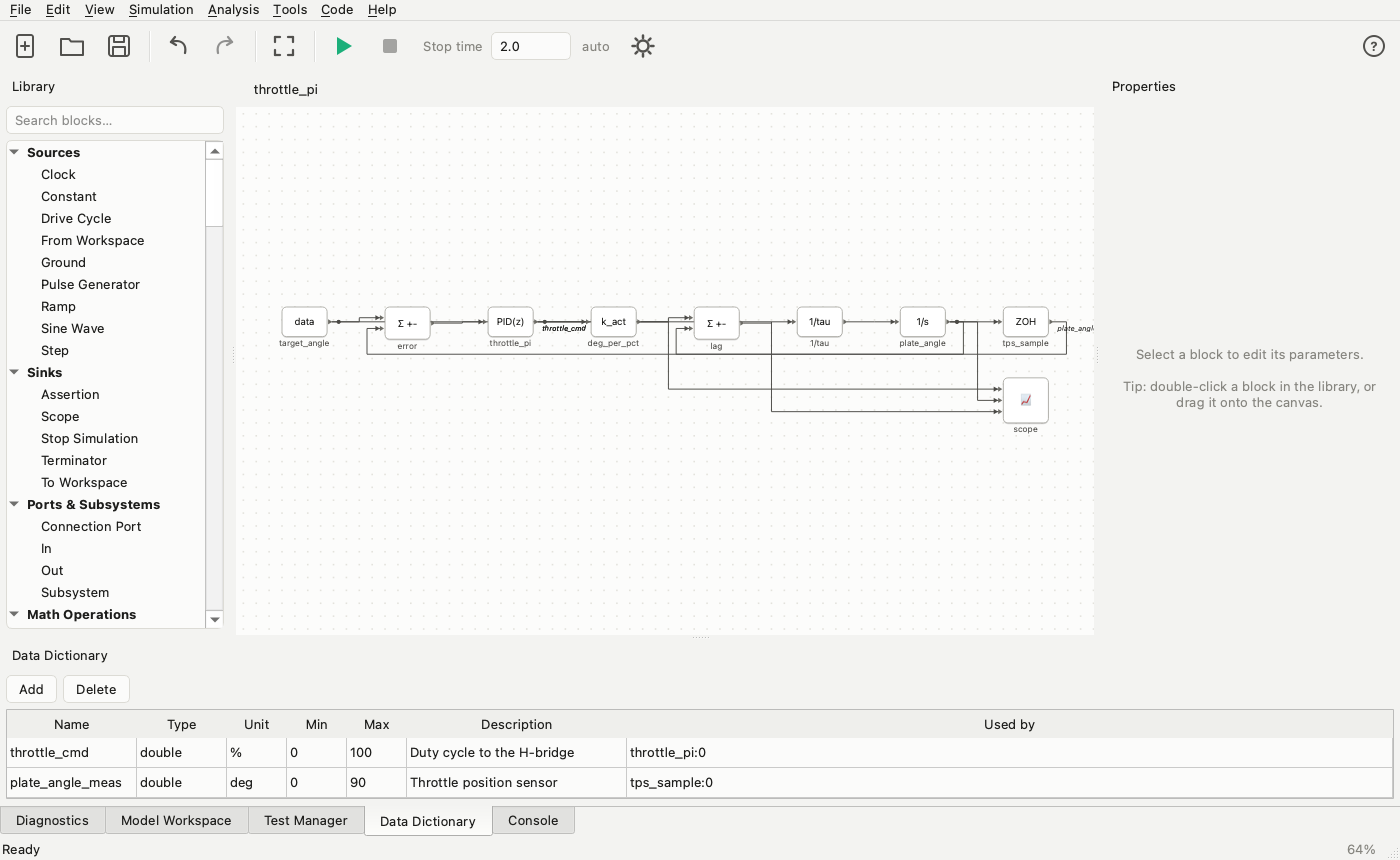 File Edit View Simulation Analysis Tools Code Help
Stop time 2.0 auto
Library
throttle_pi
Properties
Search blocks...
Sources
Clock
Constant
Drive Cycle
From Workspace
Ground
Pulse Generator
Ramp
Sine Wave
Step
Sinks
Assertion
Scope
Stop Simulation
Terminator
To Workspace
Ports & Subsystems
Connection Port
In
Out
Subsystem
Math Operations
data Σ +- PID(z) k_act Σ +- 1/tau 1/s ZOH
throttle_cmd plate_angl
target_angle error throttle_pi deg_per_pct lag 1/tau plate_angle tps_sample
scope
Select a block to edit its parameters.
Tip: double-click a block in the library, or
drag it onto the canvas.
Data Dictionary
Add Delete
Name Type Unit Min Max Description Used by
throttle_cmd double % 0 100 Duty cycle to the H-bridge throttle_pi:0
plate_angle_meas double deg 0 90 Throttle position sensor tps_sample:0
Diagnostics Model Workspace Test Manager Data Dictionary Console
Ready 64%